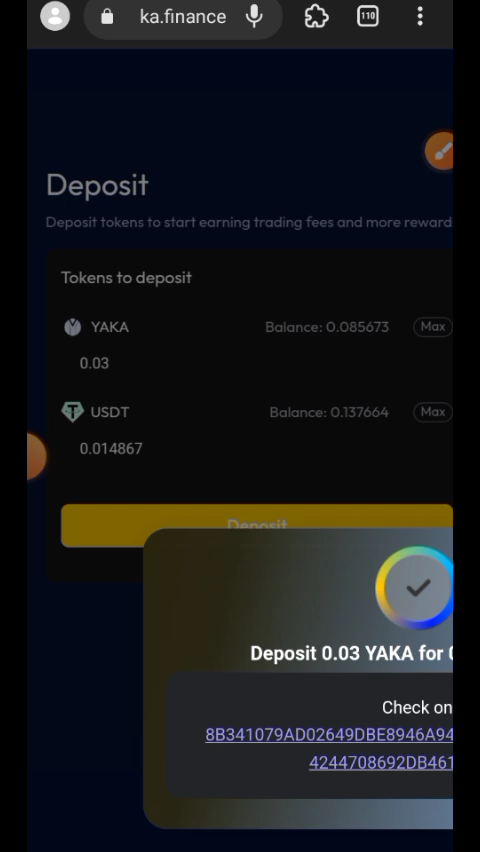 ka.finance
110
Deposit
Deposit tokens to start earning trading fees and more reward
Tokens to deposit
YAKA Balance: 0.085673 Max
0.03
USDT Balance: 0.137664 Max
0.014867
Deposit
Deposit 0.03 YAKA for
Check on
8B341079AD02649DBE8946A94
4244708692DB461